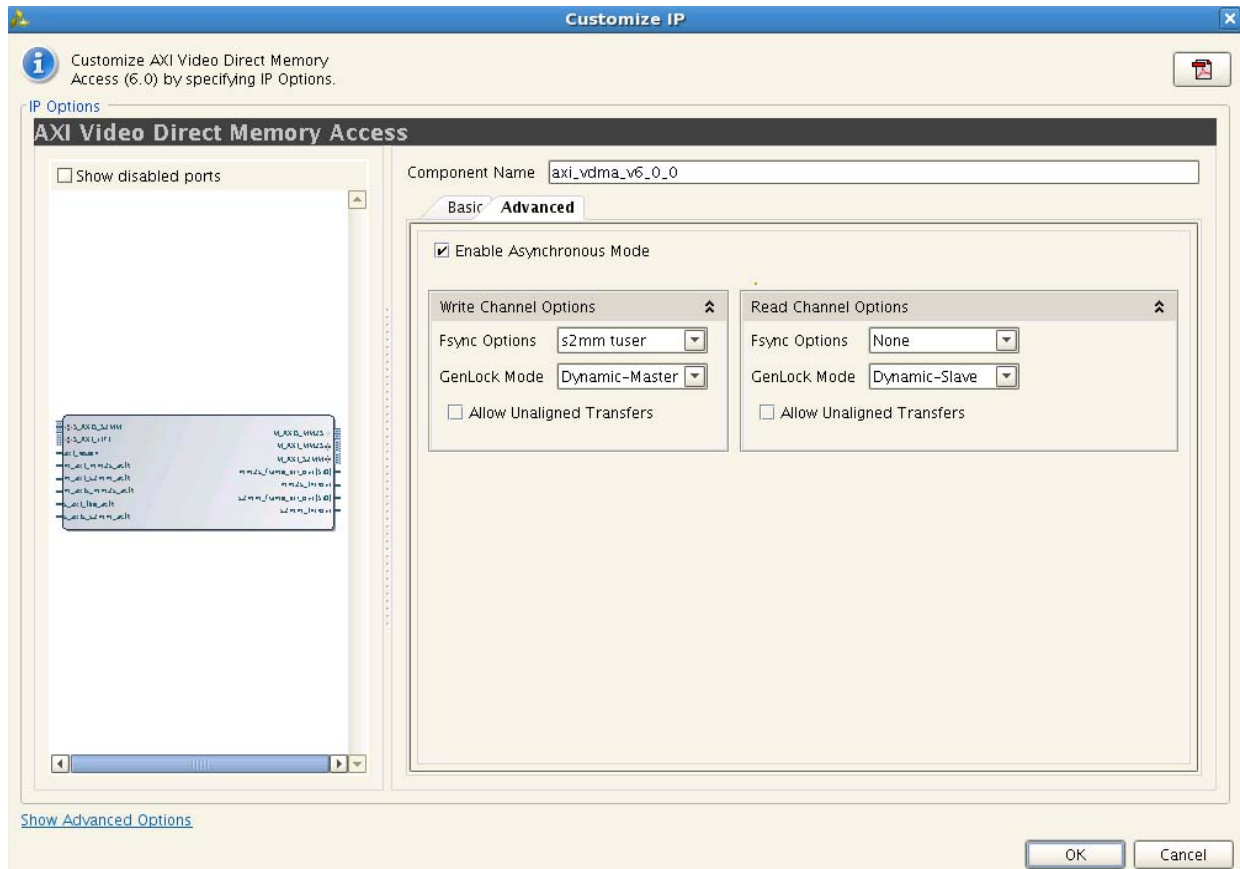 Customize IP
Customize AXI Video Direct Memory
Access (6.0) by specifying IP Options.
IP Options
AXI Video Direct Memory Access
Show disabled ports
Component Name axi_vdma_v6_0_0
Basic Advanced
Enable Asynchronous Mode
Write Channel Options
Fsync Options s2mm tuser
GenLock Mode Dynamic-Master
Allow Unaligned Transfers
Read Channel Options
Fsync Options None
GenLock Mode Dynamic-Slave
Allow Unaligned Transfers
Show Advanced Options
OK Cancel